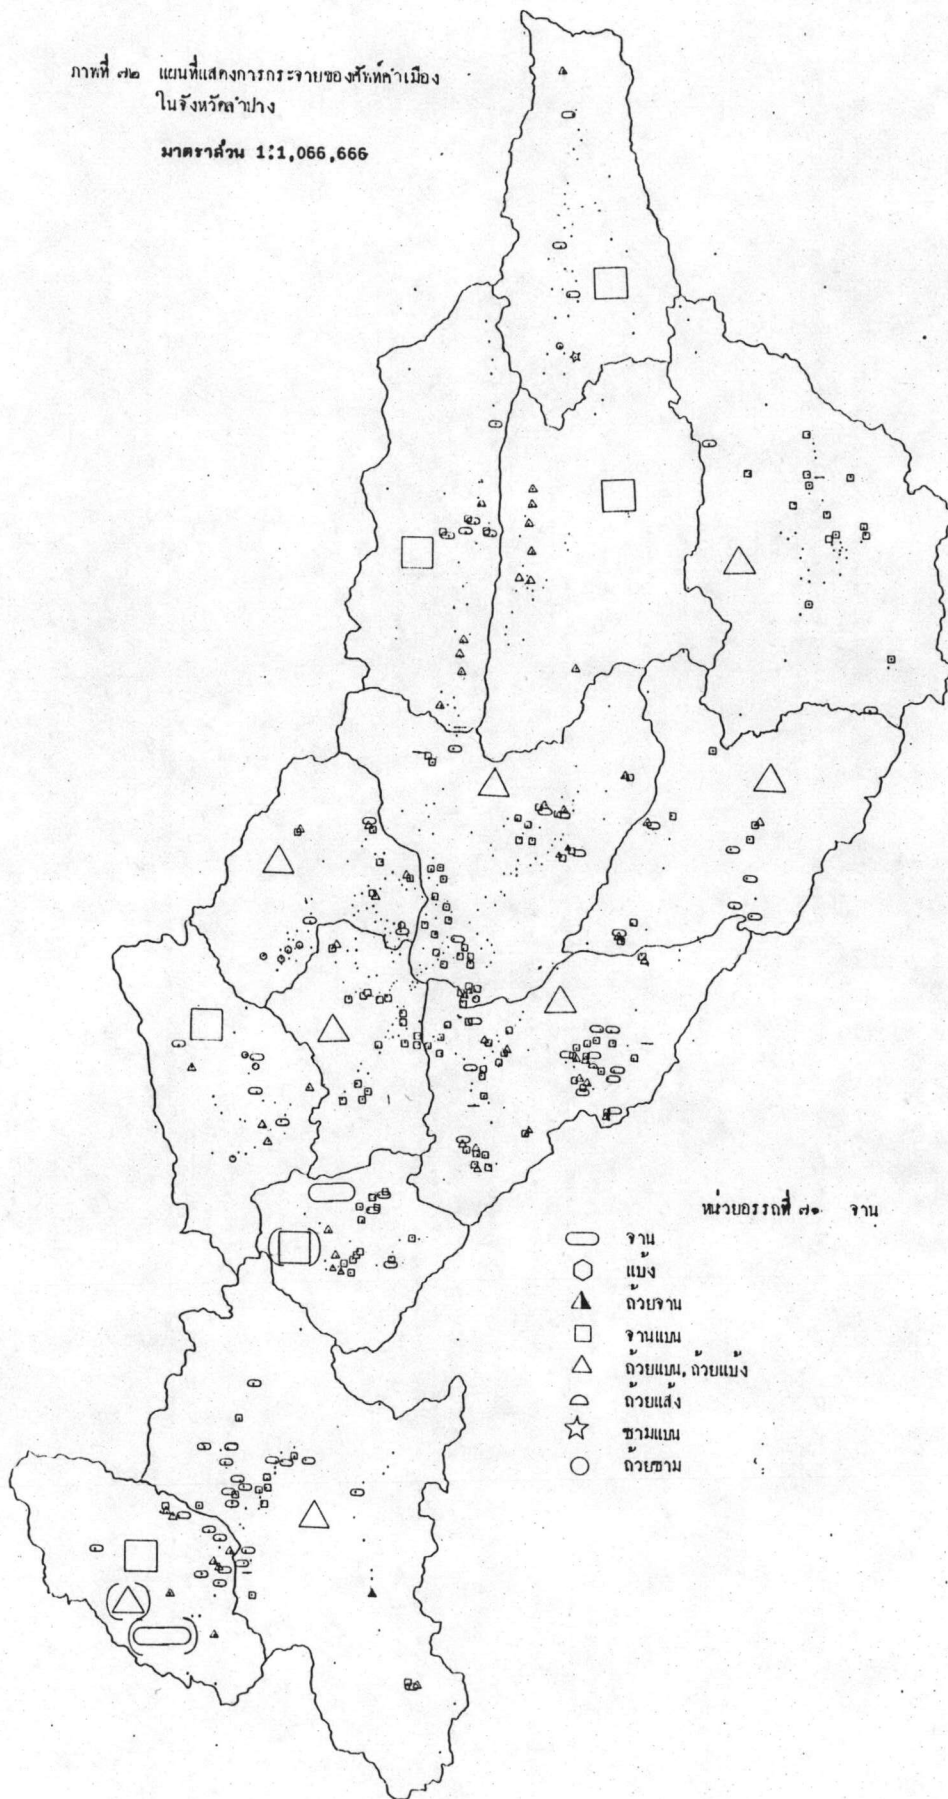 ภาพที่ ๗๒ แผนที่แสดงการกระจายของศัพท์คำเมือง
ในจังหวัดลำปาง
มาตราส่วน 1:1,066,666
หน่วยอรรถที่ ๗๑ จาน
จาน
แบ้ง
ถ้วยจาน
จานแบน
ถ้วยแบน, ถ้วยแบ้ง
ถ้วยแส้ง
ชามแบน
ถ้วยชาม